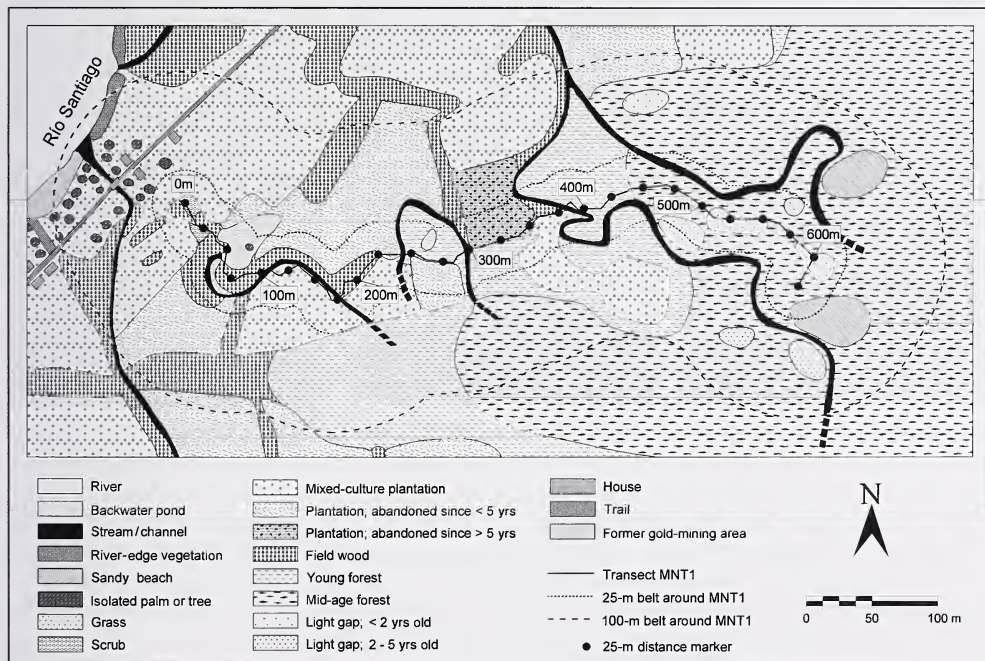 Río Santiago
0m
100m
200m
300m
400m
500m
600m
River
Backwater pond
Stream/channel
River-edge vegetation
Sandy beach
Isolated palm or tree
Grass
Scrub
Mixed-culture plantation
Plantation; abandoned since < 5 yrs
Plantation; abandoned since > 5 yrs
Field wood
Young forest
Mid-age forest
Light gap; < 2 yrs old
Light gap; 2 - 5 yrs old
House
Trail
Former gold-mining area
Transect MNT1
25-m belt around MNT1
100-m belt around MNT1
25-m distance marker
N
0 50 100 m